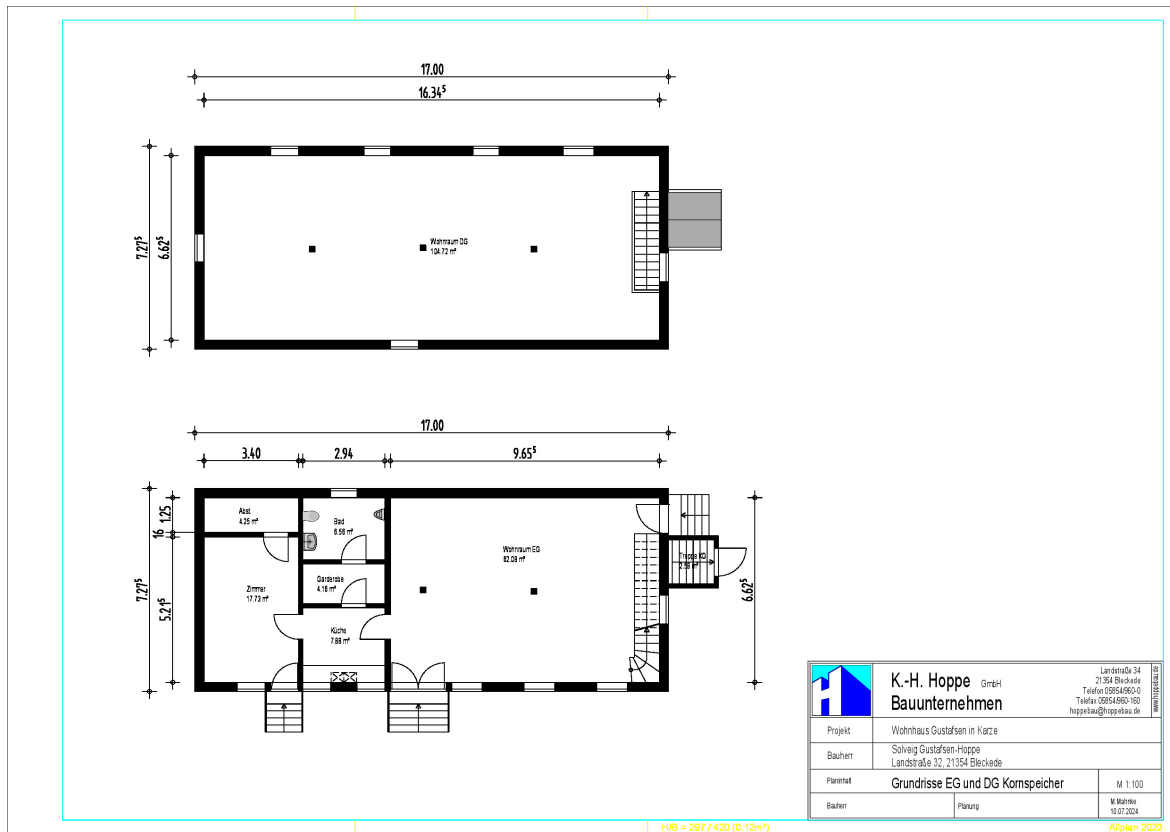 17.00
16.34⁵
7.27⁵
6.62⁵
Wohnraum DG
104.72 m²
17.00
3.40
2.94
9.65⁵
7.27⁵
1.25
16
5.21⁵
6.62⁵
Abst
4.25 m²
Bad
6.56 m²
Wohnraum EG
62.08 m²
Treppe KG
Garderobe
4.16 m²
Zimmer
17.73 m²
Küche
7.88 m²
K.-H. Hoppe GmbH
Bauunternehmen
Landstraße 34
21354 Bleckede
Telefon 05854/960-0
Telefax 05854/960-160
hoppebau@hoppebau.de
www.hoppebau.de
Projekt
Wohnhaus Gustafsen in Karze
Bauherr
Solveig Gustafsen-Hoppe
Landstraße 32, 21354 Bleckede
Planinhalt
Grundrisse EG und DG Kornspeicher
M 1:100
Bauherr
Planung
M.Mahnke
10.07.2024
H/B = 297 / 420 (0.12m²)
Allplan 2023